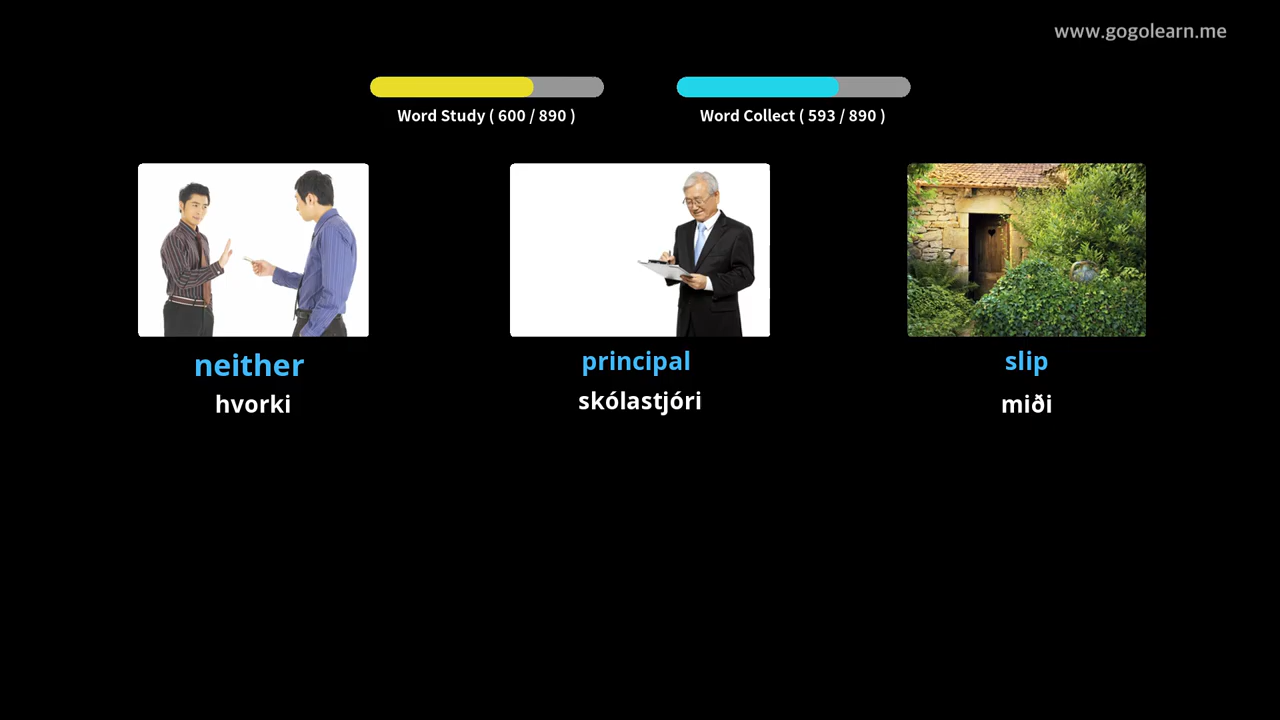 www.gogolearn.me
Word Study ( 600 / 890 )
Word Collect ( 593 / 890 )
neither
hvorki
principal
skólastjóri
slip
miði